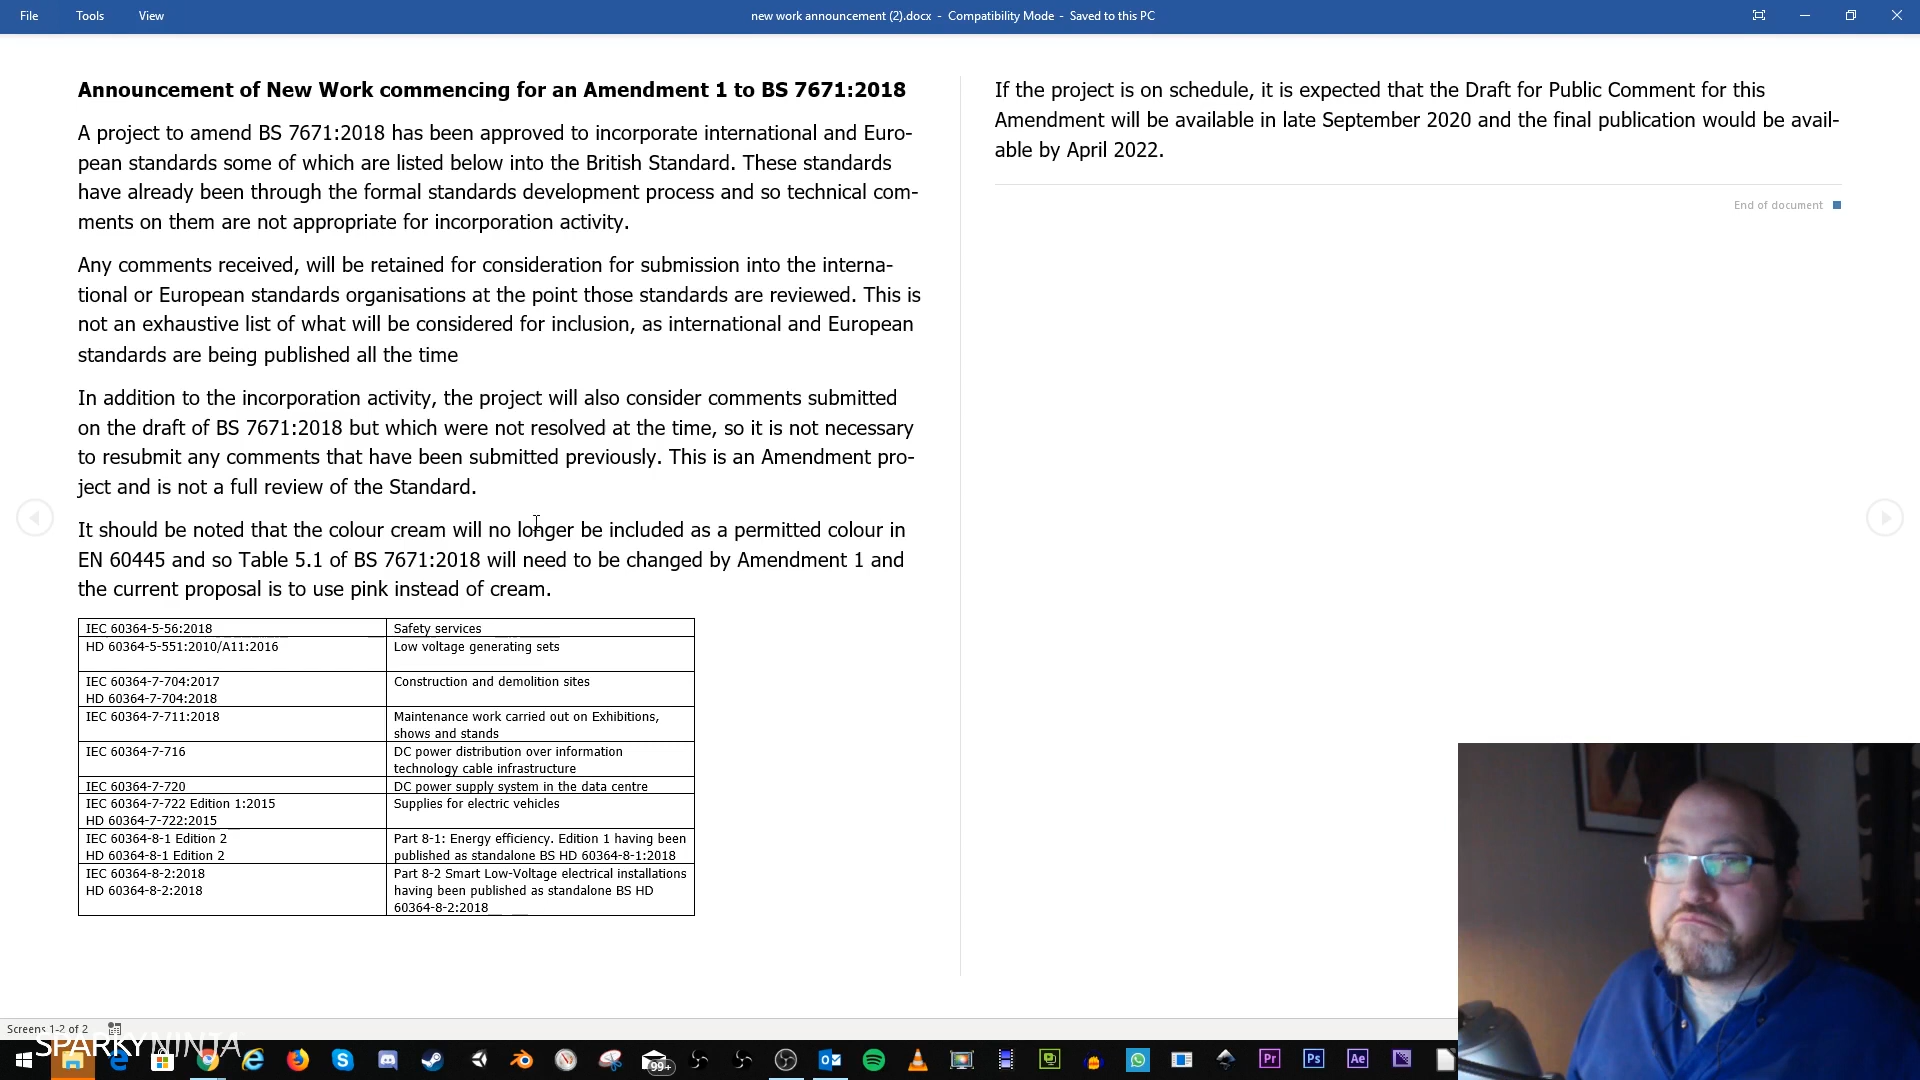 File Tools View
new work announcement (2).docx - Compatibility Mode - Saved to this PC
Announcement of New Work commencing for an Amendment 1 to BS 7671:2018
A project to amend BS 7671:2018 has been approved to incorporate international and Euro-
pean standards some of which are listed below into the British Standard. These standards
have already been through the formal standards development process and so technical com-
ments on them are not appropriate for incorporation activity.
Any comments received, will be retained for consideration for submission into the interna-
tional or European standards organisations at the point those standards are reviewed. This is
not an exhaustive list of what will be considered for inclusion, as international and European
standards are being published all the time
In addition to the incorporation activity, the project will also consider comments submitted
on the draft of BS 7671:2018 but which were not resolved at the time, so it is not necessary
to resubmit any comments that have been submitted previously. This is an Amendment pro-
ject and is not a full review of the Standard.
It should be noted that the colour cream will no longer be included as a permitted colour in
EN 60445 and so Table 5.1 of BS 7671:2018 will need to be changed by Amendment 1 and
the current proposal is to use pink instead of cream.
IEC 60364-5-56:2018
Safety services
HD 60364-5-551:2010/A11:2016
Low voltage generating sets
IEC 60364-7-704:2017
HD 60364-7-704:2018
Construction and demolition sites
IEC 60364-7-711:2018
Maintenance work carried out on Exhibitions,
shows and stands
IEC 60364-7-716
DC power distribution over information
technology cable infrastructure
IEC 60364-7-720
DC power supply system in the data centre
IEC 60364-7-722 Edition 1:2015
HD 60364-7-722:2015
Supplies for electric vehicles
IEC 60364-8-1 Edition 2
HD 60364-8-1 Edition 2
Part 8-1: Energy efficiency. Edition 1 having been
published as standalone BS HD 60364-8-1:2018
IEC 60364-8-2:2018
HD 60364-8-2:2018
Part 8-2 Smart Low-Voltage electrical installations
having been published as standalone BS HD
60364-8-2:2018
If the project is on schedule, it is expected that the Draft for Public Comment for this
Amendment will be available in late September 2020 and the final publication would be avail-
able by April 2022.
End of document
Screens 1-2 of 2
SPARKYNINJA
99+
Pr
Ps
Ae